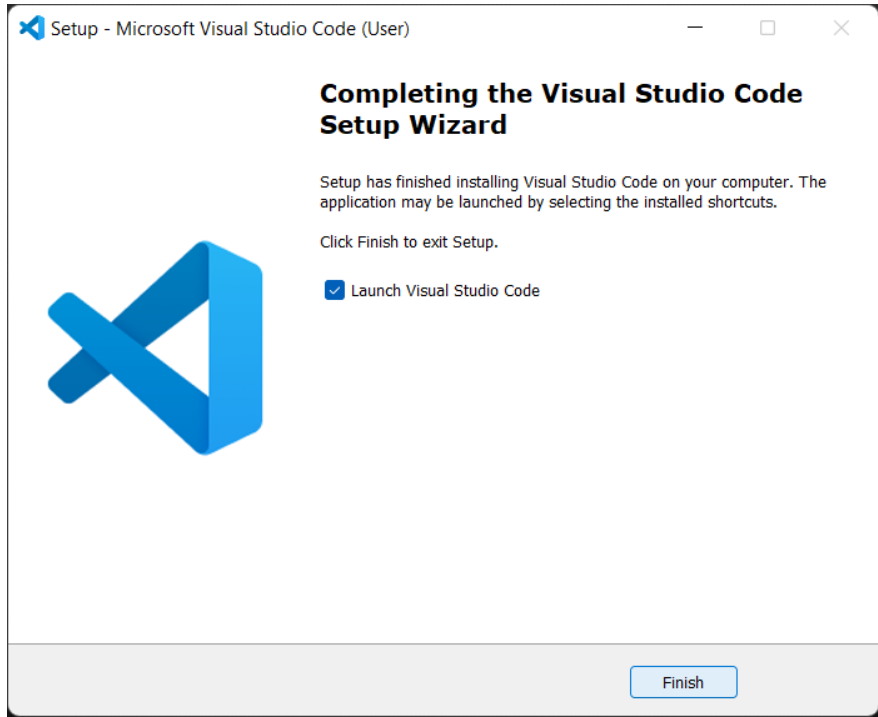 Setup - Microsoft Visual Studio Code (User)
Completing the Visual Studio Code
Setup Wizard
Setup has finished installing Visual Studio Code on your computer. The
application may be launched by selecting the installed shortcuts.
Click Finish to exit Setup.
Launch Visual Studio Code
Finish